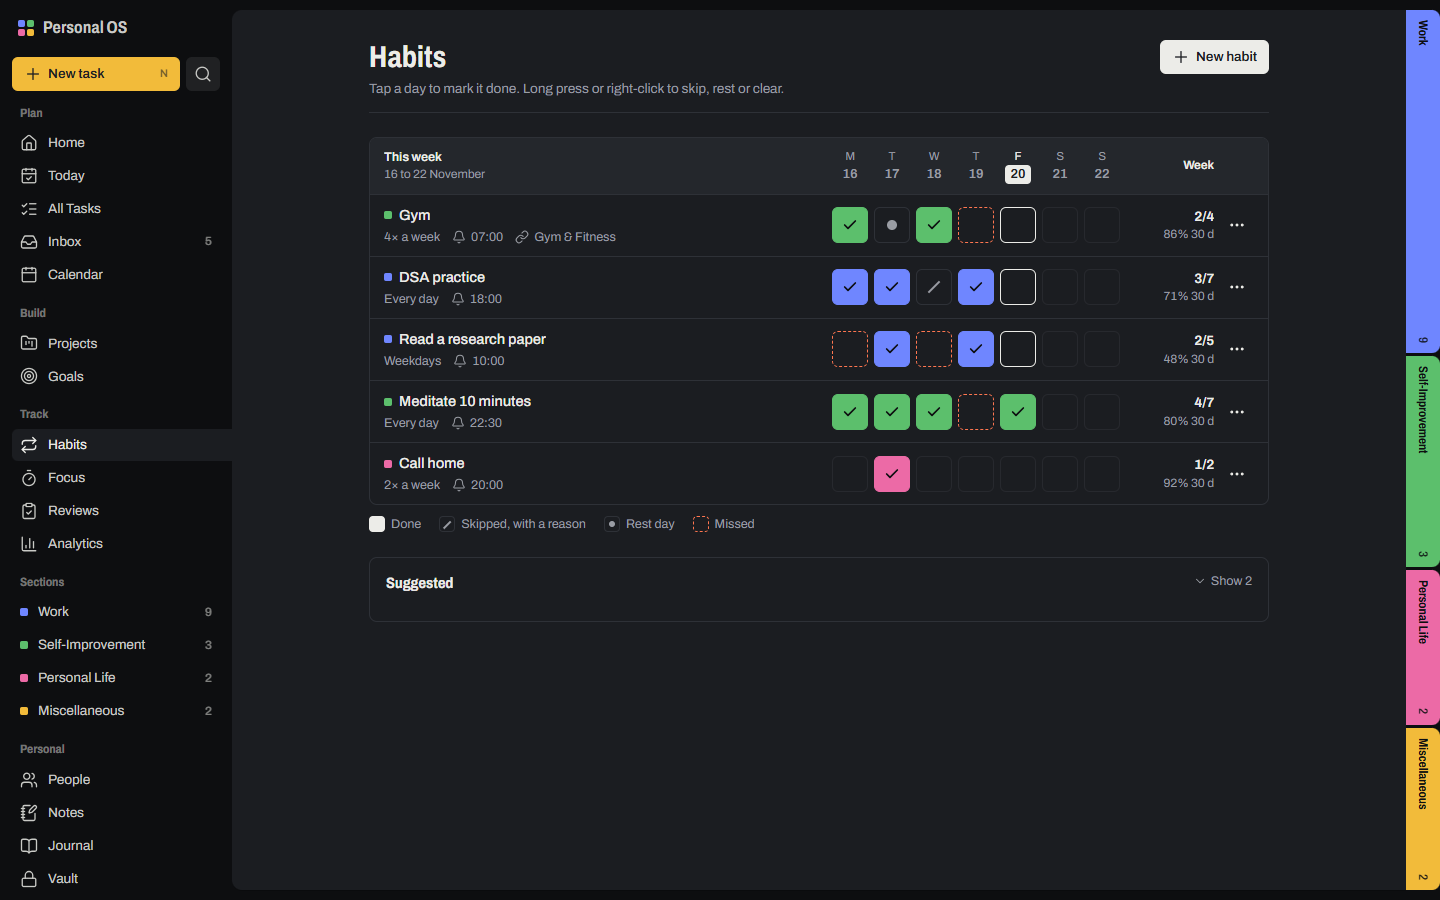 Personal OS
New task N
Plan
Home
Today
All Tasks
Inbox 5
Calendar
Build
Projects
Goals
Track
Habits
Focus
Reviews
Analytics
Sections
Work 9
Self-Improvement 3
Personal Life 2
Miscellaneous 2
Personal
People
Notes
Journal
Vault
Habits
Tap a day to mark it done. Long press or right-click to skip, rest or clear.
New habit
This week
16 to 22 November
M T W T F S S
16 17 18 19 20 21 22
Week
Gym
4× a week 07:00 Gym & Fitness
2/4
86% 30 d
DSA practice
Every day 18:00
3/7
71% 30 d
Read a research paper
Weekdays 10:00
2/5
48% 30 d
Meditate 10 minutes
Every day 22:30
4/7
80% 30 d
Call home
2× a week 20:00
1/2
92% 30 d
Done Skipped, with a reason Rest day Missed
Suggested
Show 2
Work 9
Self-Improvement 3
Personal Life 2
Miscellaneous 2